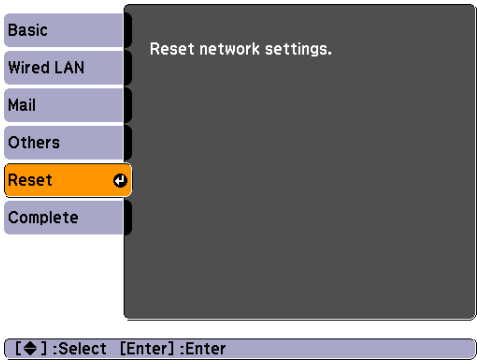 Basic
Wired LAN
Mail
Others
Reset
Complete
Reset network settings.
[◆] :Select [Enter] :Enter